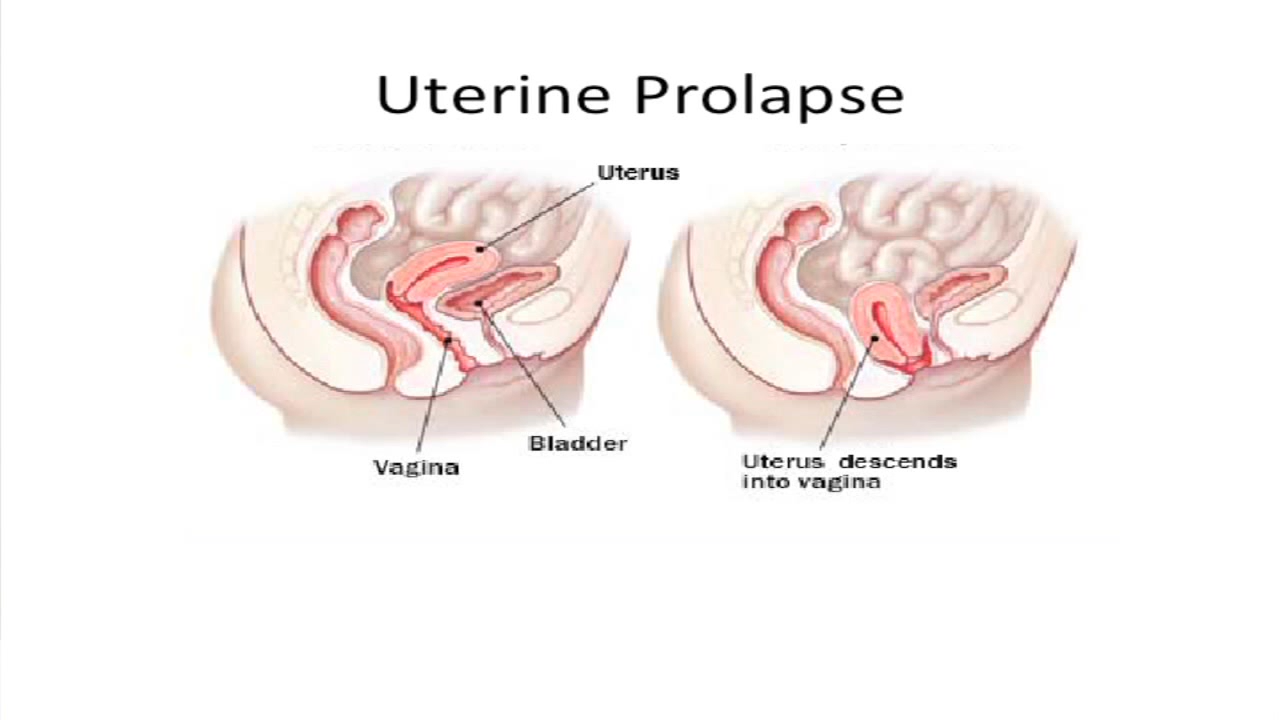 Uterine Prolapse
Uterus
Bladder
Vagina
Uterus descends
into vagina